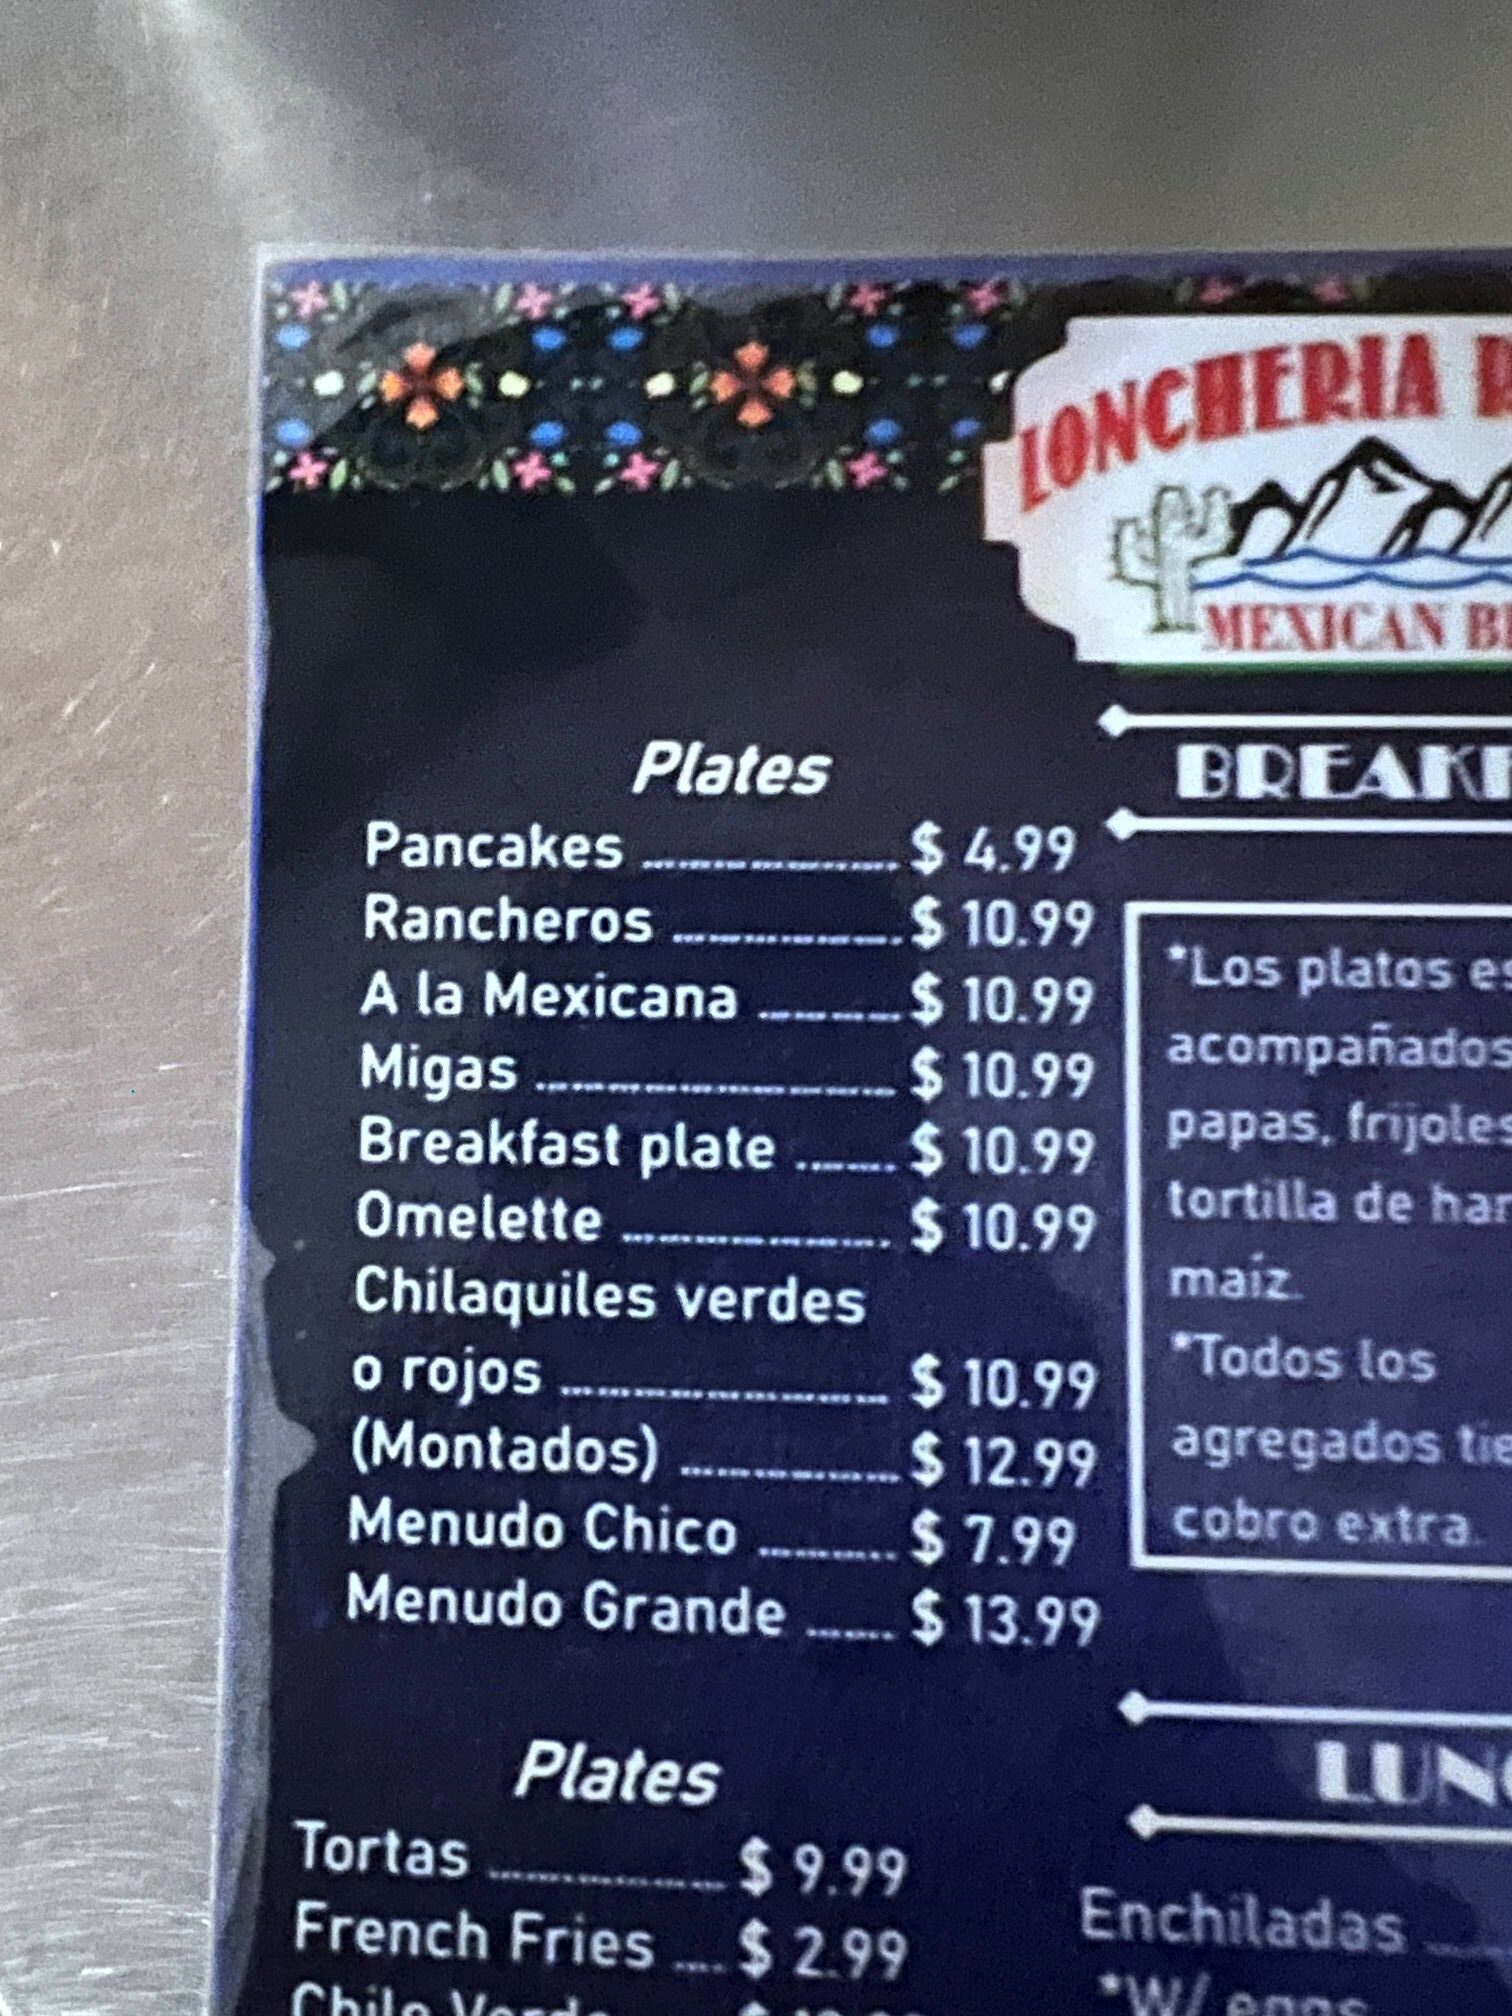 LONCHERIA
MEXICAN
Plates
Pancakes ........ $ 4.99
Rancheros ........ $ 10.99
A la Mexicana ........ $ 10.99
Migas ........ $ 10.99
Breakfast plate ........ $ 10.99
Omelette ........ $ 10.99
Chilaquiles verdes
o rojos ........ $ 10.99
(Montados) ........ $ 12.99
Menudo Chico ........ $ 7.99
Menudo Grande ........ $ 13.99
*Los platos
acompañados
papas, frijoles
tortilla de
maíz.
*Todos los
agregados
cobro extra.
Plates
Tortas ........ $ 9.99
French Fries ........ $ 2.99
Enchiladas
*W/ eggs